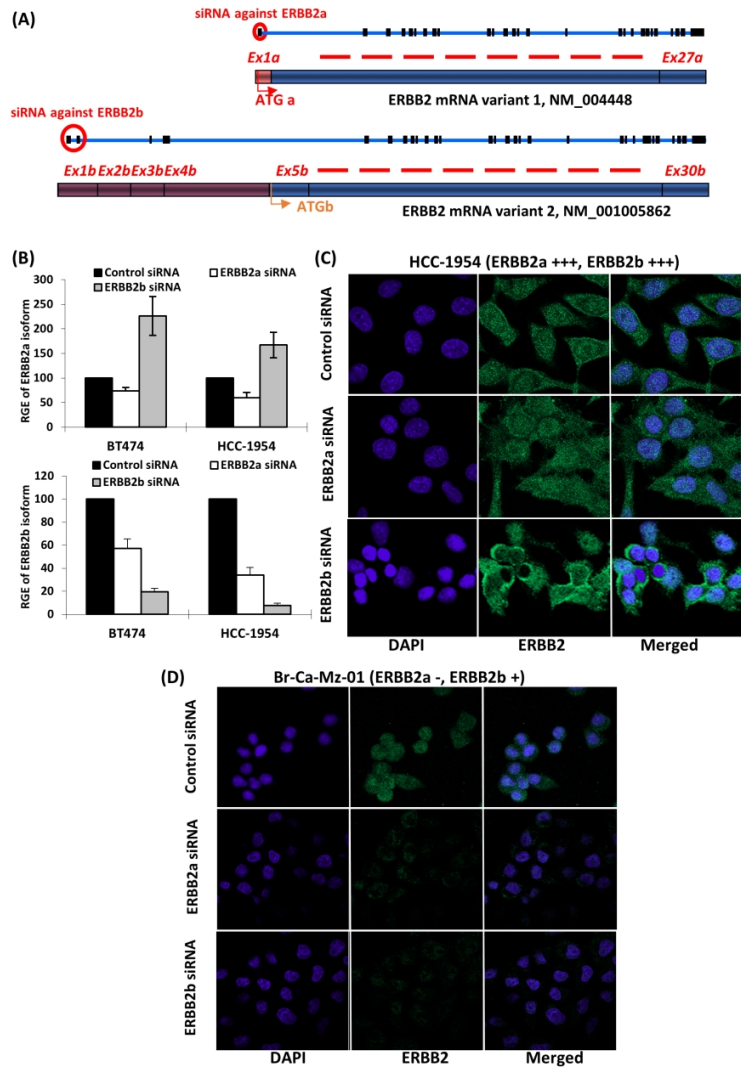 (A)
siRNA against ERBB2a
Ex1a
Ex27a
ATG a
ERBB2 mRNA variant 1, NM_004448
siRNA against ERBB2b
Ex1b Ex2b Ex3b Ex4b
Ex5b
Ex30b
ATGb
ERBB2 mRNA variant 2, NM_001005862
(B)
Control siRNA
ERBB2a siRNA
ERBB2b siRNA
RGE of ERBB2a isoform
300
250
200
150
100
50
0
BT474
HCC-1954
Control siRNA
ERBB2a siRNA
ERBB2b siRNA
RGE of ERBB2b isoform
120
100
80
60
40
20
0
BT474
HCC-1954
(C)
HCC-1954 (ERBB2a +++, ERBB2b +++)
Control siRNA
ERBB2a siRNA
ERBB2b siRNA
DAPI
ERBB2
Merged
(D)
Br-Ca-Mz-01 (ERBB2a -, ERBB2b +)
Control siRNA
ERBB2a siRNA
ERBB2b siRNA
DAPI
ERBB2
Merged